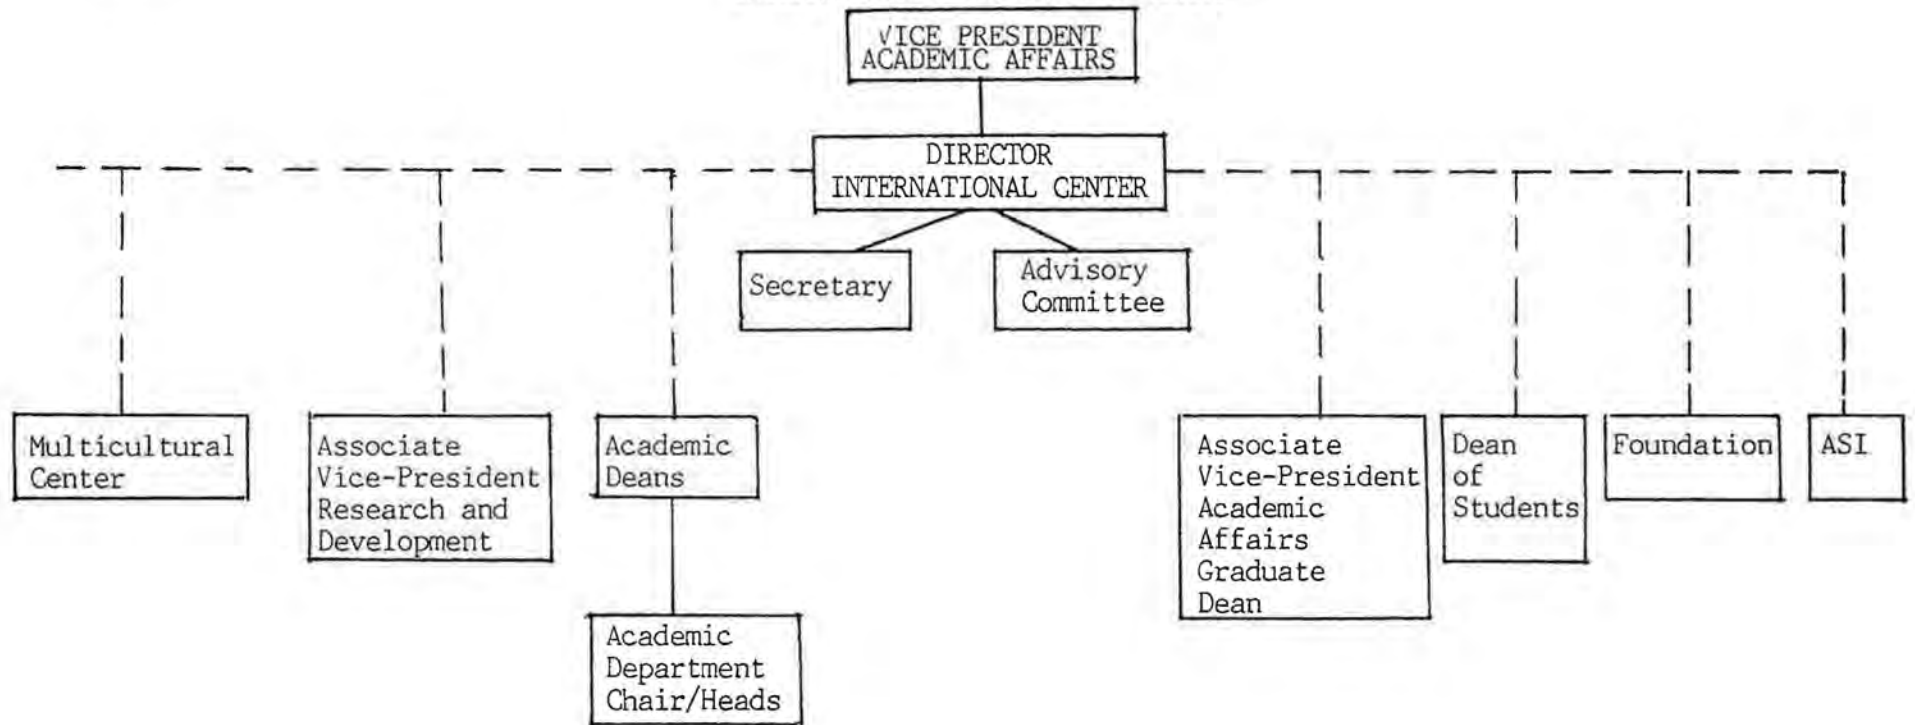 VICE PRESIDENT
ACADEMIC AFFAIRS
DIRECTOR
INTERNATIONAL CENTER
Secretary
Advisory
Committee
Multicultural
Center
Associate
Vice-President
Research and
Development
Academic
Deans
Associate
Vice-President
Academic
Affairs
Graduate
Dean
Dean
of
Students
Foundation
ASI
Academic
Department
Chair/Heads